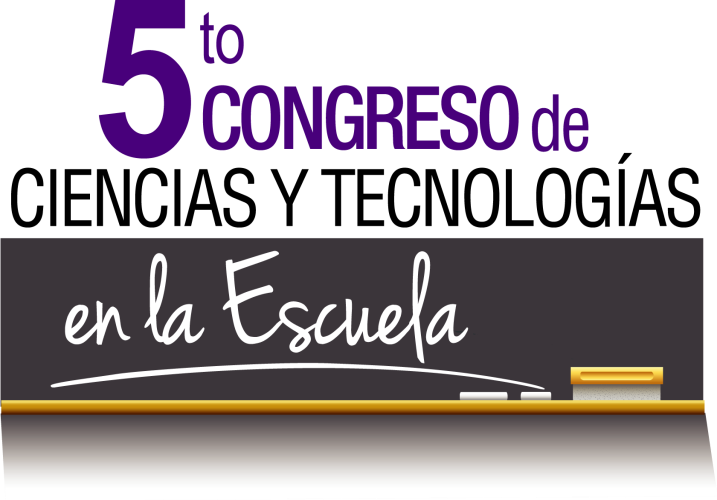 5to
CONGRESO de
CIENCIAS Y TECNOLOGÍAS
en la Escuela